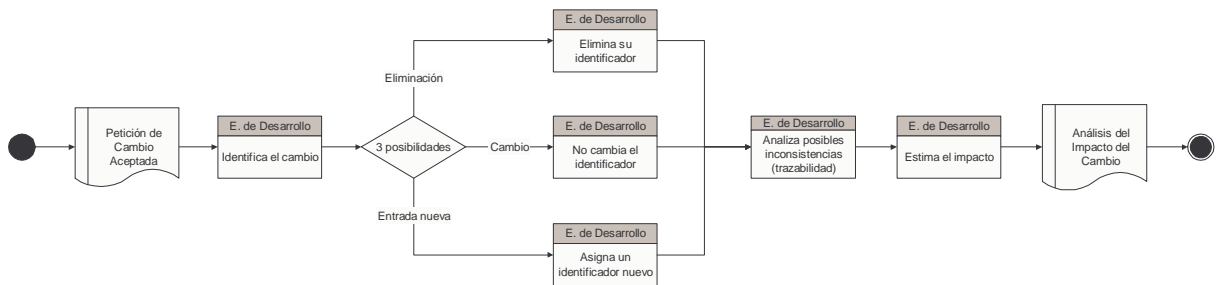 E. de Desarrollo
Elimina su
identificador
Eliminación
Petición de
Cambio
Aceptada
E. de Desarrollo
Identifica el cambio
3 posibilidades
Cambio
E. de Desarrollo
No cambia el
identificador
E. de Desarrollo
Analiza posibles
inconsistencias
(trazabilidad)
E. de Desarrollo
Estima el impacto
Análisis del
Impacto del
Cambio
Entrada nueva
E. de Desarrollo
Asigna un
identificador nuevo